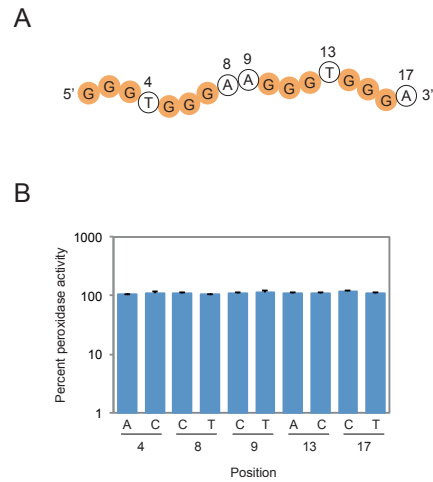 A
5' G G G T G G G A A G G G T G G G A 3'
4 8 9 13 17
B
Percent peroxidase activity
1000
100
10
1
A C C T C T A C C T
4 8 9 13 17
Position